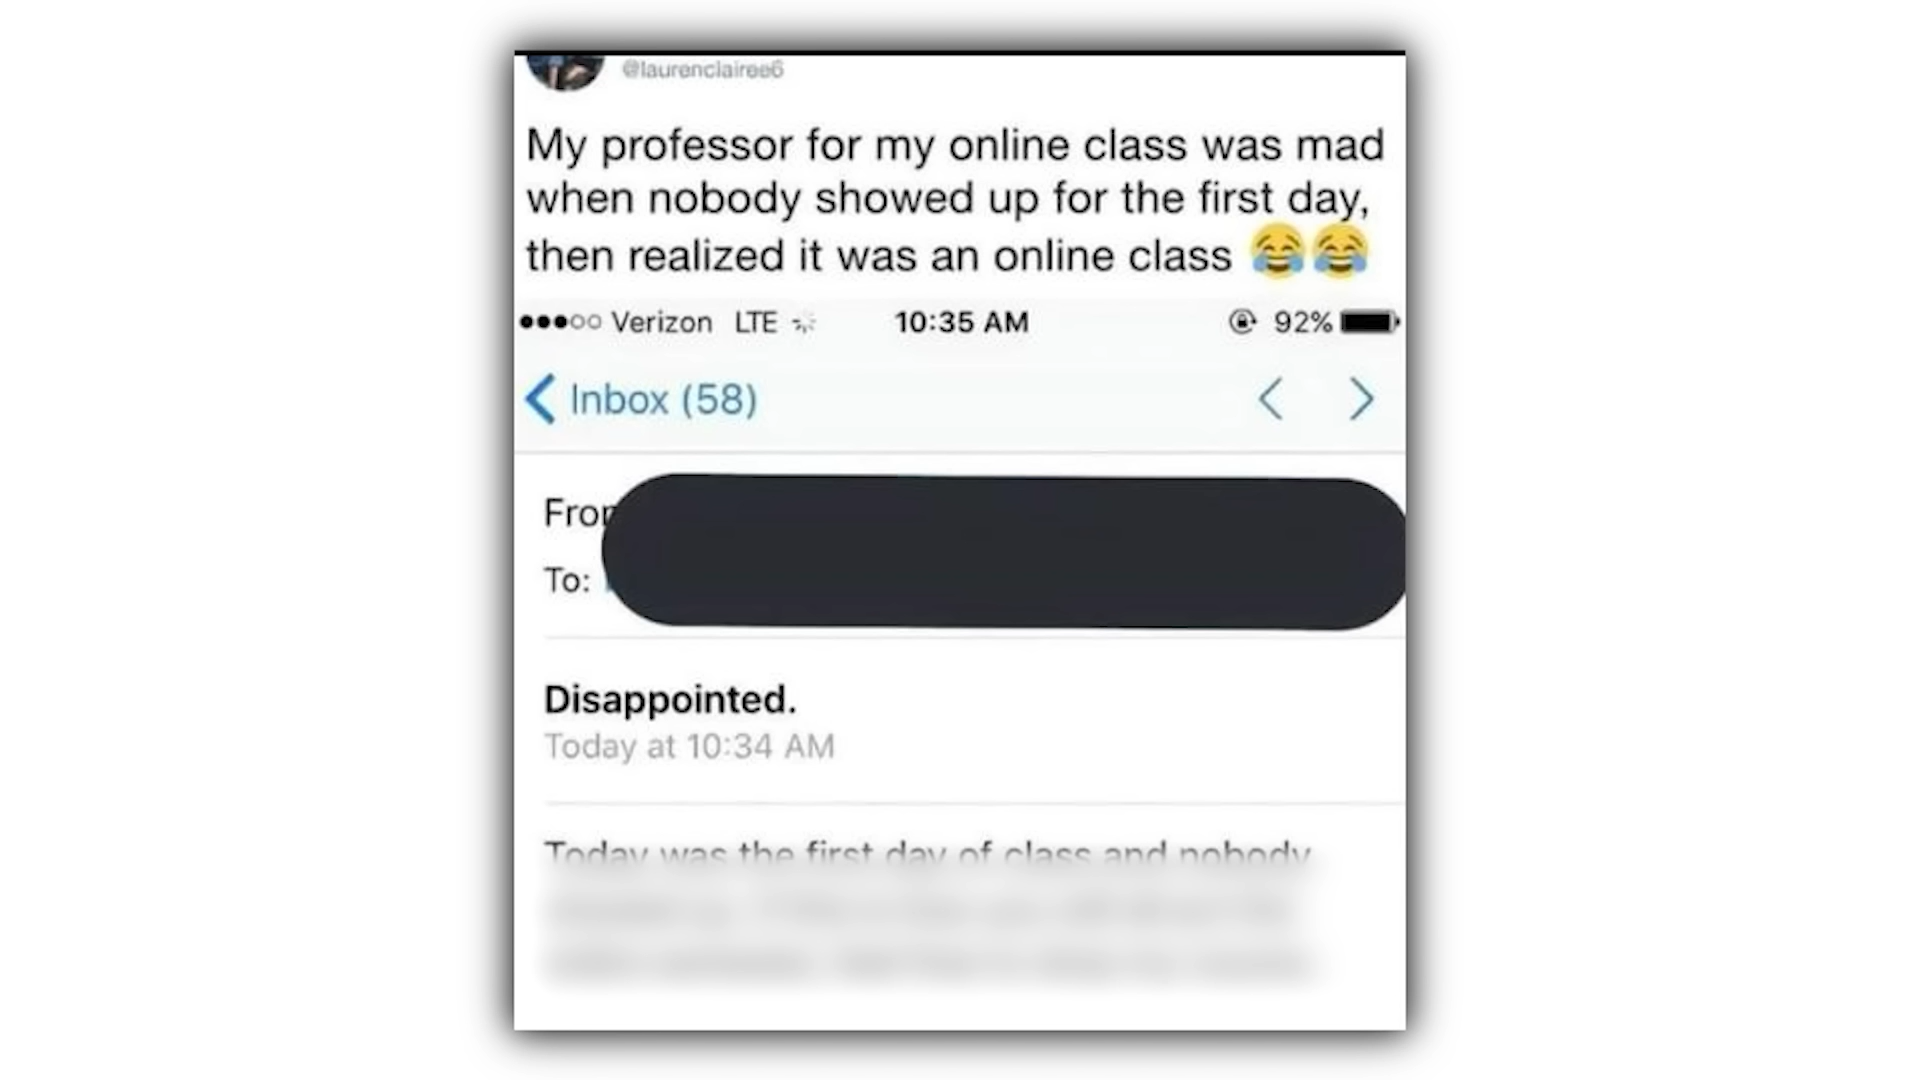 @laurenclairee6
My professor for my online class was mad
when nobody showed up for the first day,
then realized it was an online class 😂😂
Verizon LTE 10:35 AM 92%
Inbox (58)
From
To:
Disappointed.
Today at 10:34 AM
Today was the first day of class and nobody